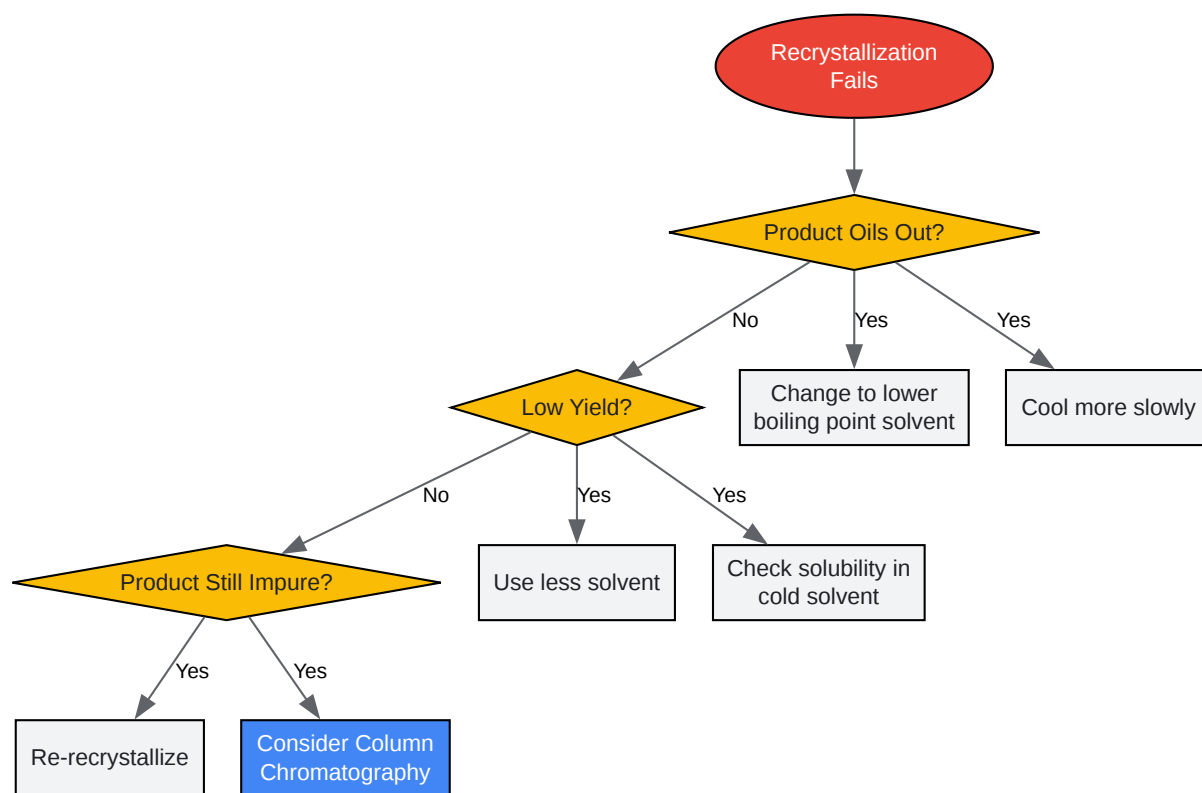 Recrystallization
Fails
Product Oils Out?
No
Yes
Yes
Low Yield?
Change to lower
boiling point solvent
Cool more slowly
No
Yes
Yes
Product Still Impure?
Use less solvent
Check solubility in
cold solvent
Yes
Yes
Re-recrystallize
Consider Column
Chromatography